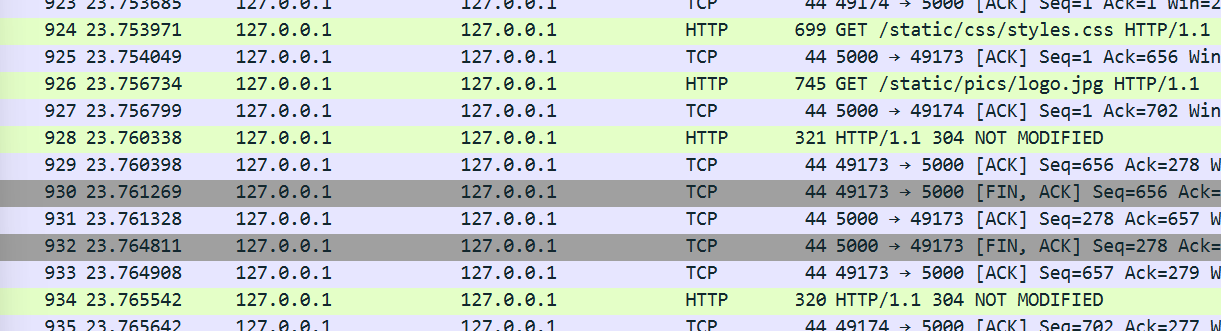 923 23.753685 127.0.0.1 127.0.0.1 TCP 44 49174 → 5000 [ACK] Seq=1 Ack=1 Win=2
924 23.753971 127.0.0.1 127.0.0.1 HTTP 699 GET /static/css/styles.css HTTP/1.1
925 23.754049 127.0.0.1 127.0.0.1 TCP 44 5000 → 49173 [ACK] Seq=1 Ack=656 Win
926 23.756734 127.0.0.1 127.0.0.1 HTTP 745 GET /static/pics/logo.jpg HTTP/1.1
927 23.756799 127.0.0.1 127.0.0.1 TCP 44 5000 → 49174 [ACK] Seq=1 Ack=702 Win
928 23.760338 127.0.0.1 127.0.0.1 HTTP 321 HTTP/1.1 304 NOT MODIFIED
929 23.760398 127.0.0.1 127.0.0.1 TCP 44 49173 → 5000 [ACK] Seq=656 Ack=278 W
930 23.761269 127.0.0.1 127.0.0.1 TCP 44 49173 → 5000 [FIN, ACK] Seq=656 Ack=
931 23.761328 127.0.0.1 127.0.0.1 TCP 44 5000 → 49173 [ACK] Seq=278 Ack=657 W
932 23.764811 127.0.0.1 127.0.0.1 TCP 44 5000 → 49173 [FIN, ACK] Seq=278 Ack=
933 23.764908 127.0.0.1 127.0.0.1 TCP 44 49173 → 5000 [ACK] Seq=657 Ack=279 W
934 23.765542 127.0.0.1 127.0.0.1 HTTP 320 HTTP/1.1 304 NOT MODIFIED
935 23.765642 127.0.0.1 127.0.0.1 TCP 44 49174 → 5000 [ACK] Seq=702 Ack=277 W